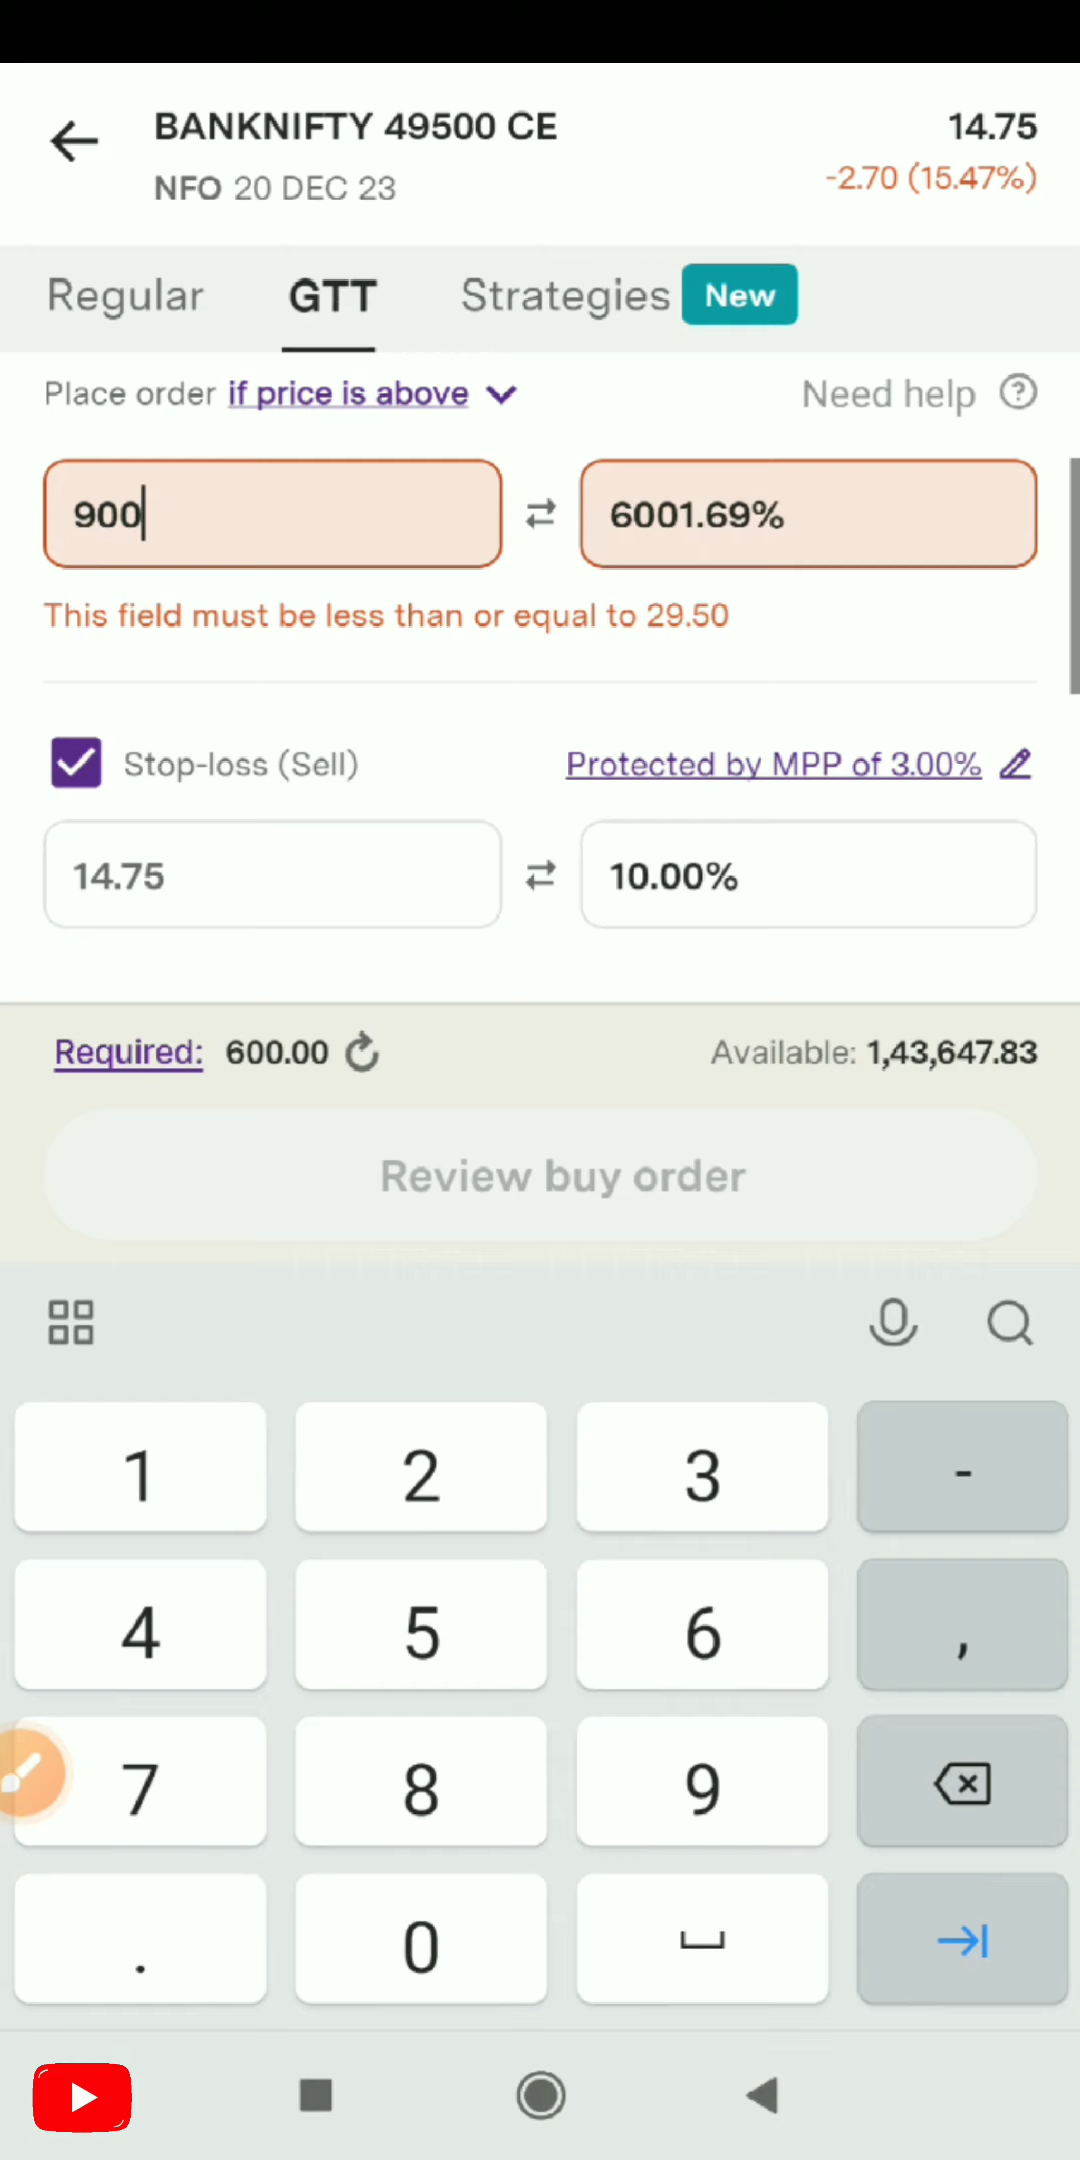 BANKNIFTY 49500 CE 14.75
NFO 20 DEC 23 -2.70 (15.47%)
Regular GTT Strategies New
Place order if price is above Need help ?
900 6001.69%
This field must be less than or equal to 29.50
Stop-loss (Sell) Protected by MPP of 3.00%
14.75 10.00%
Required: 600.00 Available: 1,43,647.83
Review buy order
1 2 3 -
4 5 6 ,
7 8 9
. 0